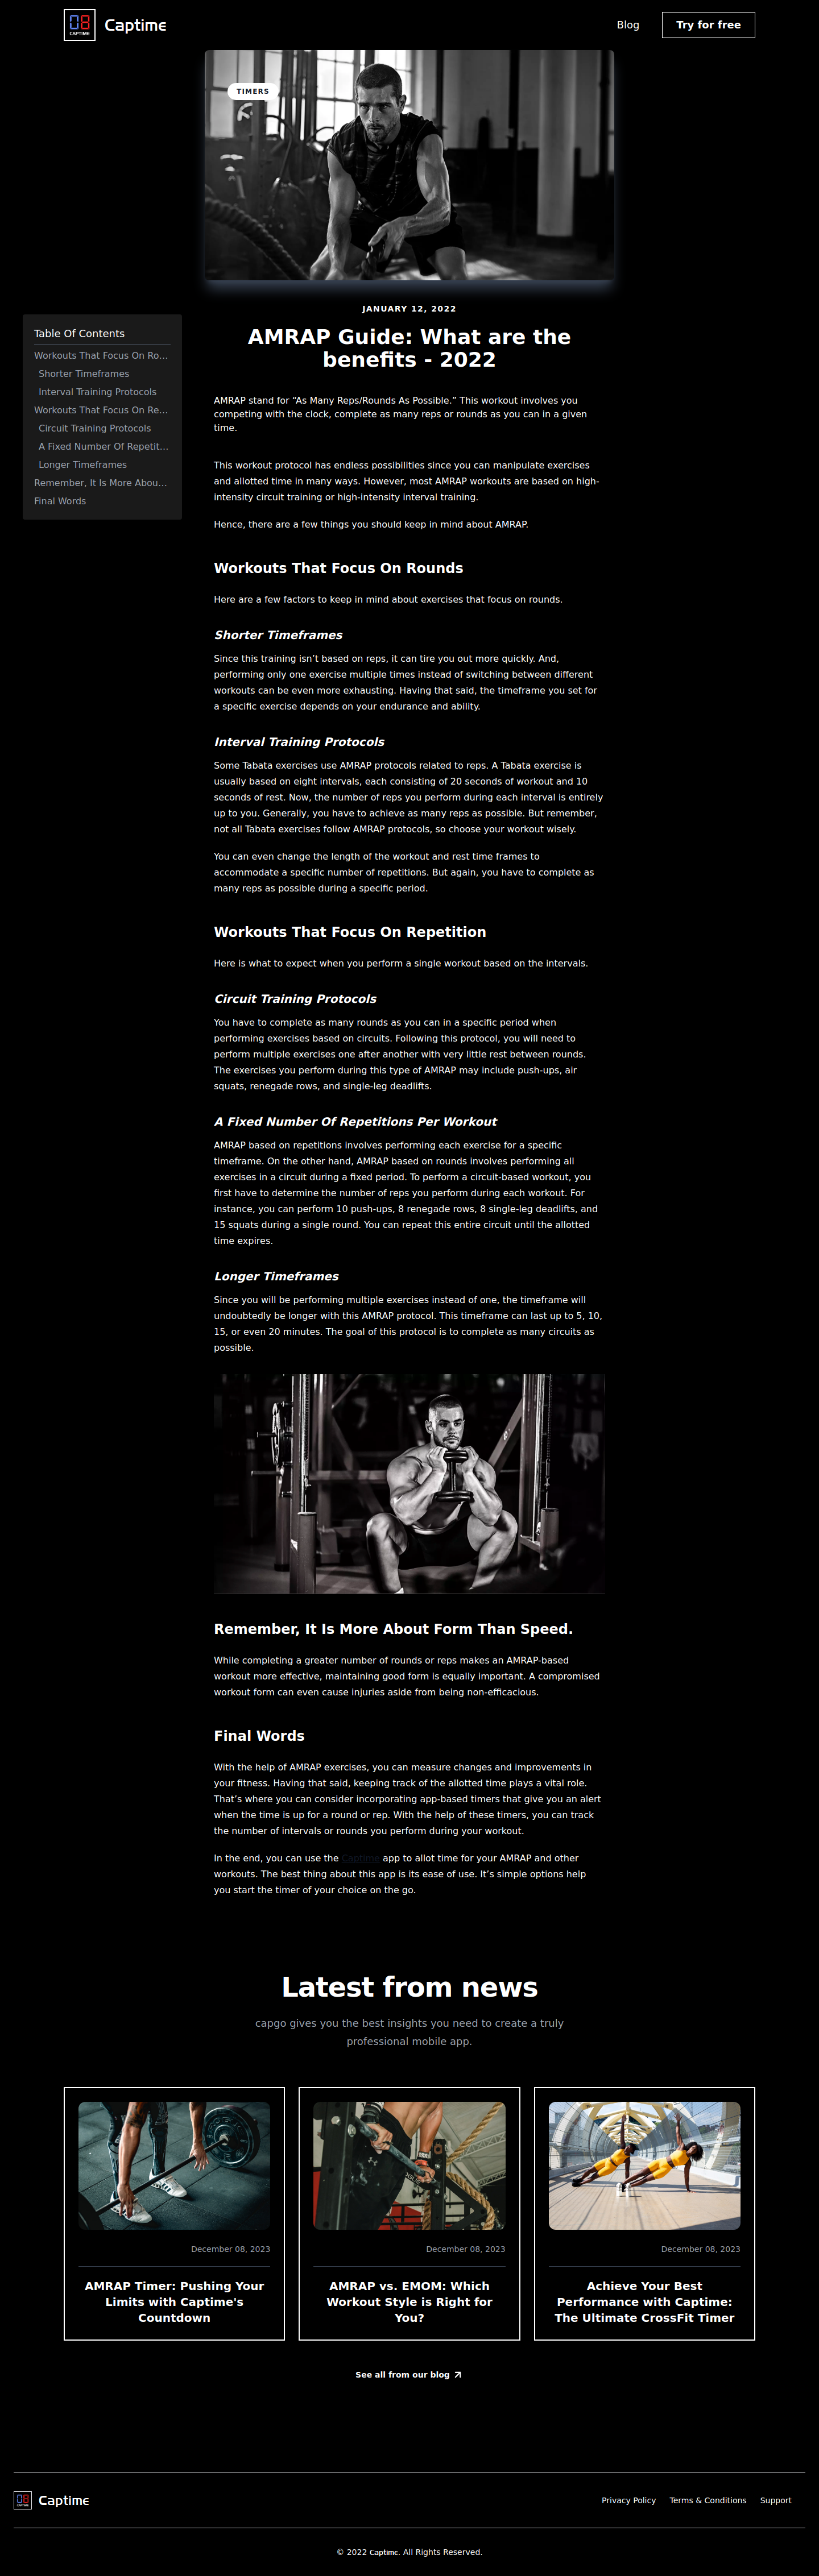 08
CAPTIME
Captime
Blog
Try for free
TIMERS
JANUARY 12, 2022
AMRAP Guide: What are the
benefits - 2022
Table Of Contents
Workouts That Focus On Ro...
Shorter Timeframes
Interval Training Protocols
Workouts That Focus On Re...
Circuit Training Protocols
A Fixed Number Of Repetit...
Longer Timeframes
Remember, It Is More Abou...
Final Words
AMRAP stand for “As Many Reps/Rounds As Possible.” This workout involves you
competing with the clock, complete as many reps or rounds as you can in a given
time.
This workout protocol has endless possibilities since you can manipulate exercises
and allotted time in many ways. However, most AMRAP workouts are based on high-
intensity circuit training or high-intensity interval training.
Hence, there are a few things you should keep in mind about AMRAP.
Workouts That Focus On Rounds
Here are a few factors to keep in mind about exercises that focus on rounds.
Shorter Timeframes
Since this training isn’t based on reps, it can tire you out more quickly. And,
performing only one exercise multiple times instead of switching between different
workouts can be even more exhausting. Having that said, the timeframe you set for
a specific exercise depends on your endurance and ability.
Interval Training Protocols
Some Tabata exercises use AMRAP protocols related to reps. A Tabata exercise is
usually based on eight intervals, each consisting of 20 seconds of workout and 10
seconds of rest. Now, the number of reps you perform during each interval is entirely
up to you. Generally, you have to achieve as many reps as possible. But remember,
not all Tabata exercises follow AMRAP protocols, so choose your workout wisely.
You can even change the length of the workout and rest time frames to
accommodate a specific number of repetitions. But again, you have to complete as
many reps as possible during a specific period.
Workouts That Focus On Repetition
Here is what to expect when you perform a single workout based on the intervals.
Circuit Training Protocols
You have to complete as many rounds as you can in a specific period when
performing exercises based on circuits. Following this protocol, you will need to
perform multiple exercises one after another with very little rest between rounds.
The exercises you perform during this type of AMRAP may include push-ups, air
squats, renegade rows, and single-leg deadlifts.
A Fixed Number Of Repetitions Per Workout
AMRAP based on repetitions involves performing each exercise for a specific
timeframe. On the other hand, AMRAP based on rounds involves performing all
exercises in a circuit during a fixed period. To perform a circuit-based workout, you
first have to determine the number of reps you perform during each workout. For
instance, you can perform 10 push-ups, 8 renegade rows, 8 single-leg deadlifts, and
15 squats during a single round. You can repeat this entire circuit until the allotted
time expires.
Longer Timeframes
Since you will be performing multiple exercises instead of one, the timeframe will
undoubtedly be longer with this AMRAP protocol. This timeframe can last up to 5, 10,
15, or even 20 minutes. The goal of this protocol is to complete as many circuits as
possible.
Remember, It Is More About Form Than Speed.
While completing a greater number of rounds or reps makes an AMRAP-based
workout more effective, maintaining good form is equally important. A compromised
workout form can even cause injuries aside from being non-efficacious.
Final Words
With the help of AMRAP exercises, you can measure changes and improvements in
your fitness. Having that said, keeping track of the allotted time plays a vital role.
That’s where you can consider incorporating app-based timers that give you an alert
when the time is up for a round or rep. With the help of these timers, you can track
the number of intervals or rounds you perform during your workout.
In the end, you can use the Captime app to allot time for your AMRAP and other
workouts. The best thing about this app is its ease of use. It’s simple options help
you start the timer of your choice on the go.
Latest from news
capgo gives you the best insights you need to create a truly
professional mobile app.
December 08, 2023
AMRAP Timer: Pushing Your
Limits with Captime's
Countdown
December 08, 2023
AMRAP vs. EMOM: Which
Workout Style is Right for
You?
December 08, 2023
Achieve Your Best
Performance with Captime:
The Ultimate CrossFit Timer
See all from our blog
08
Captime
Privacy Policy
Terms & Conditions
Support
© 2022 Captime. All Rights Reserved.